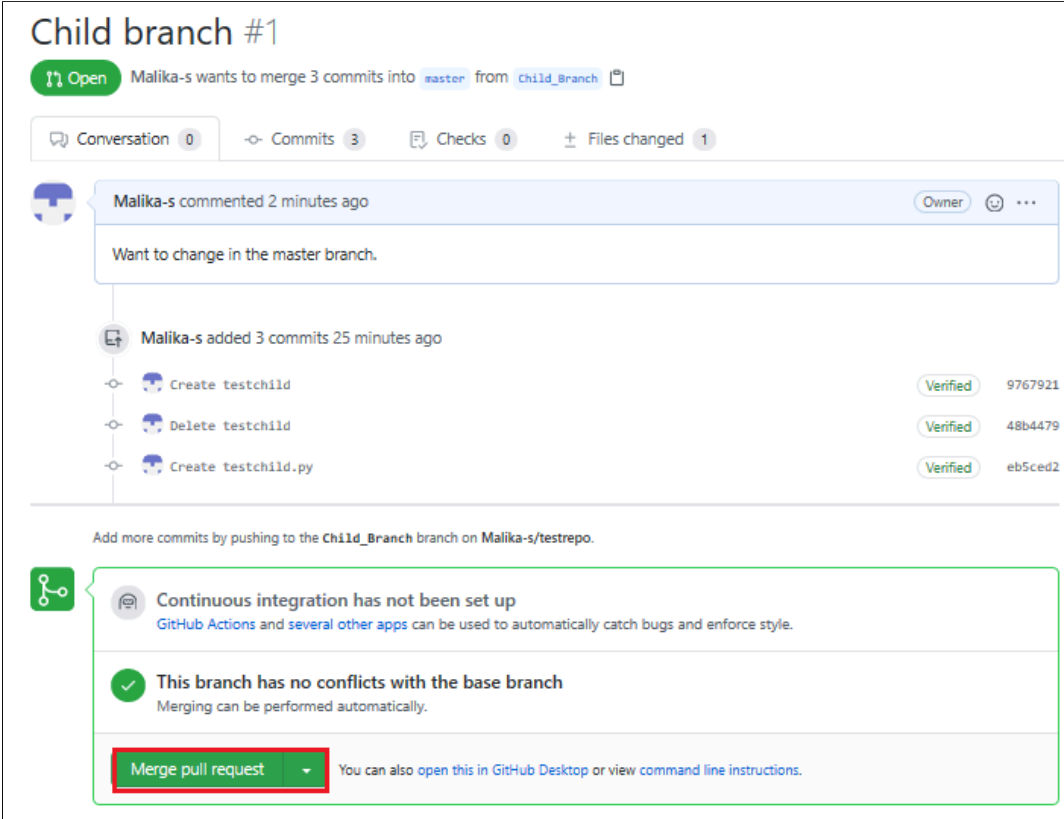 Child branch #1
Open Malika-s wants to merge 3 commits into master from Child_Branch
Conversation 0 Commits 3 Checks 0 Files changed 1
Malika-s commented 2 minutes ago Owner ...
Want to change in the master branch.
Malika-s added 3 commits 25 minutes ago
Create testchild Verified 9767921
Delete testchild Verified 48b4479
Create testchild.py Verified eb5ced2
Add more commits by pushing to the Child_Branch branch on Malika-s/testrepo.
Continuous integration has not been set up
GitHub Actions and several other apps can be used to automatically catch bugs and enforce style.
This branch has no conflicts with the base branch
Merging can be performed automatically.
Merge pull request You can also open this in GitHub Desktop or view command line instructions.